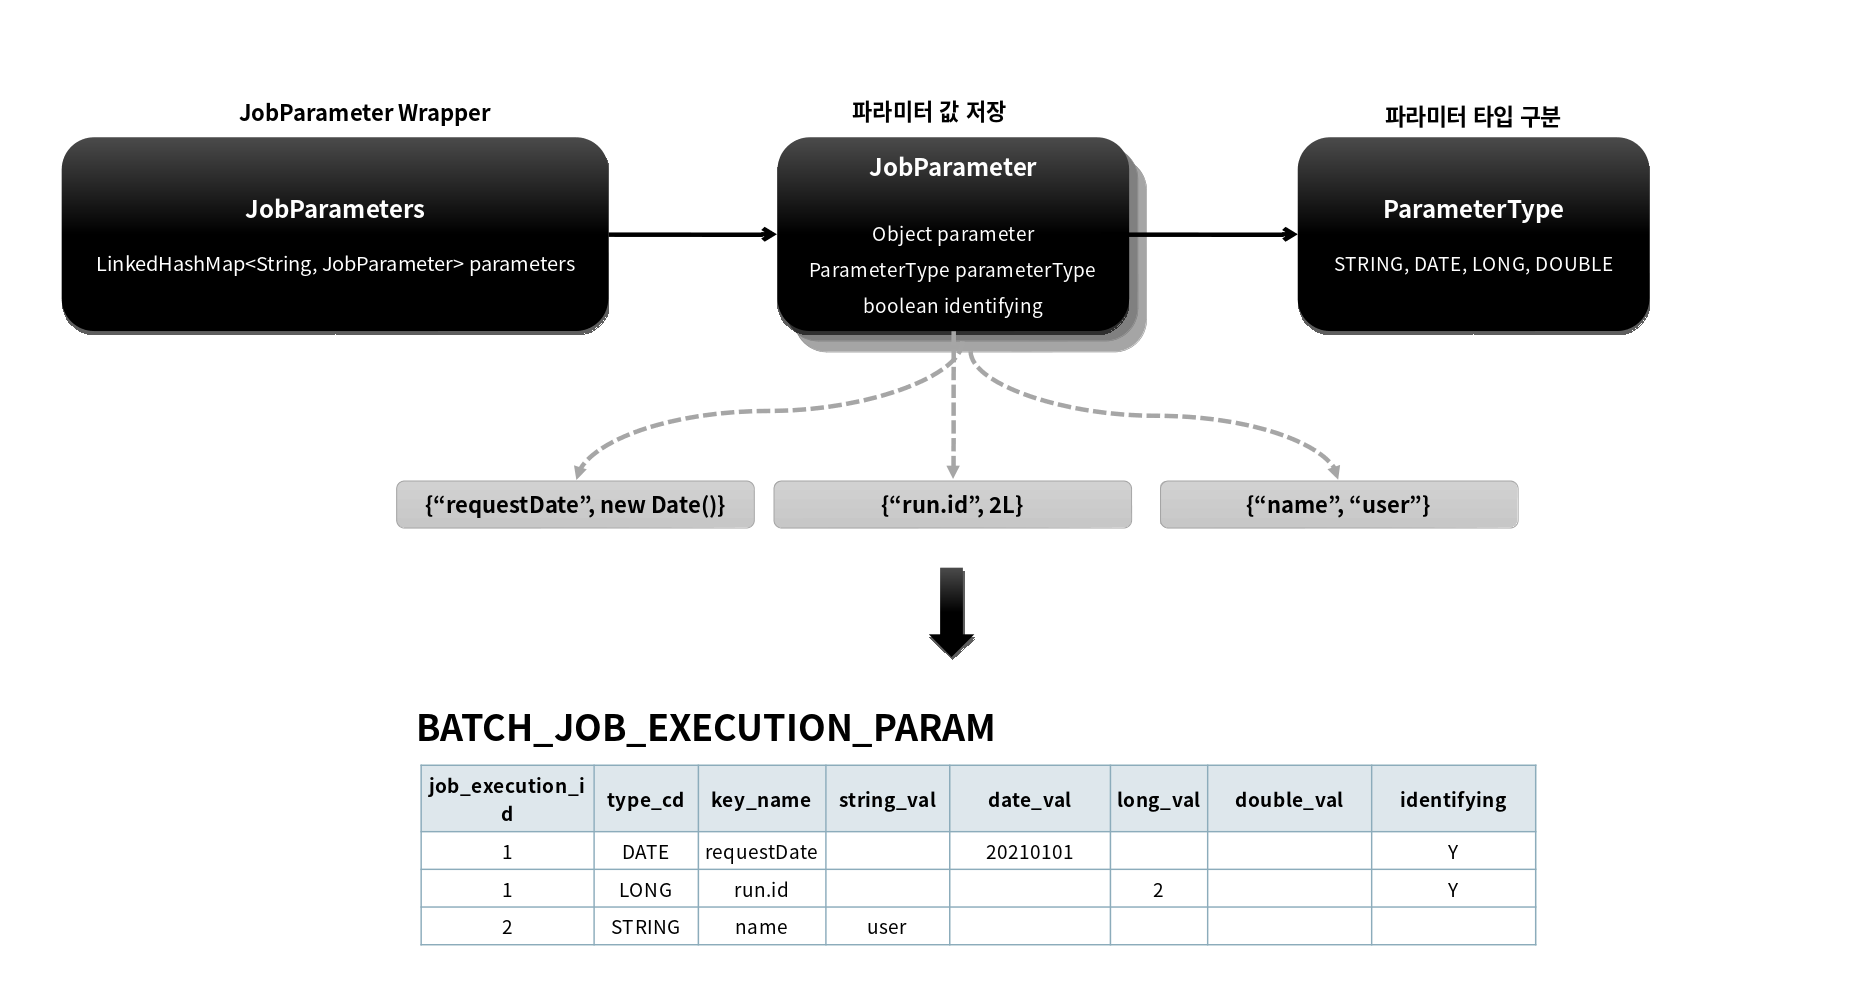 JobParameter Wrapper
파라미터 값 저장
파라미터 타입 구분
JobParameters
LinkedHashMap<String, JobParameter> parameters
JobParameter
Object parameter
ParameterType parameterType
boolean identifying
ParameterType
STRING, DATE, LONG, DOUBLE
{“requestDate”, new Date()}
{“run.id”, 2L}
{“name”, “user”}
BATCH_JOB_EXECUTION_PARAM
job_execution_i
d
type_cd
key_name
string_val
date_val
long_val
double_val
identifying
1 DATE requestDate 20210101 Y
1 LONG run.id 2 Y
2 STRING name user